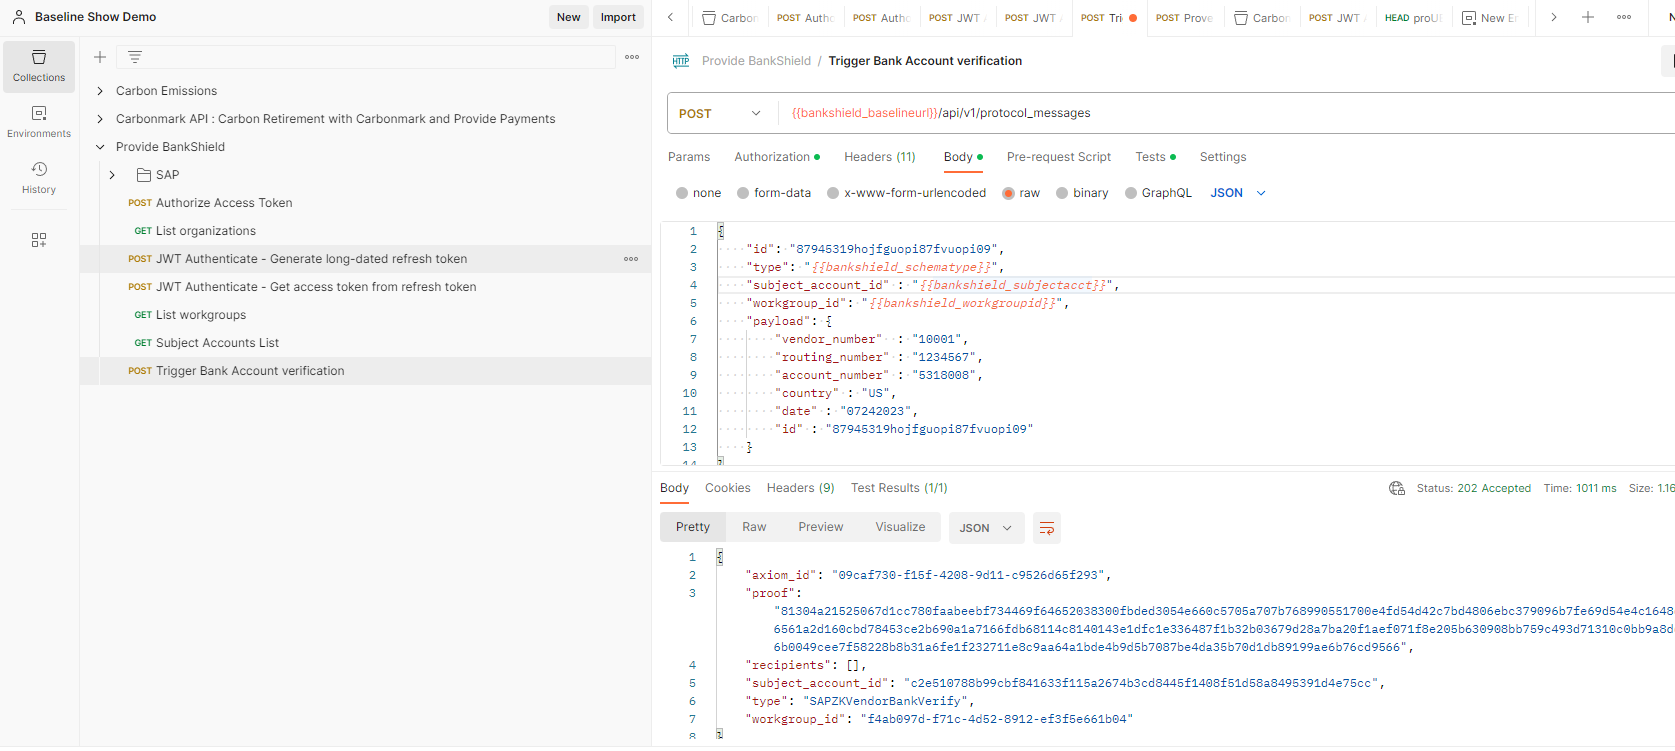 Baseline Show Demo
New
Import
Collections
Environments
History
Carbon Emissions
Carbonmark API : Carbon Retirement with Carbonmark and Provide Payments
Provide BankShield
SAP
POST Authorize Access Token
GET List organizations
POST JWT Authenticate - Generate long-dated refresh token
POST JWT Authenticate - Get access token from refresh token
GET List workgroups
GET Subject Accounts List
POST Trigger Bank Account verification
Carbon
POST Autho
POST Autho
POST JWT
POST JWT
POST Tri
POST Prove
Carbon
POST JWT
HEAD proU
New En
N
HTTP Provide BankShield / Trigger Bank Account verification
POST {{bankshield_baselineurl}}/api/v1/protocol_messages
Params Authorization Headers (11) Body Pre-request Script Tests Settings
none form-data x-www-form-urlencoded raw binary GraphQL JSON
1 {
2 "id": "87945319hojfguopi87fvuopi09",
3 "type": "{{bankshield_schematype}}",
4 "subject_account_id" : "{{bankshield_subjectacct}}",
5 "workgroup_id": "{{bankshield_workgroupid}}",
6 "payload": {
7 "vendor_number" : "10001",
8 "routing_number" : "1234567",
9 "account_number" : "5318008",
10 "country" : "US",
11 "date" : "07242023",
12 "id" : "87945319hojfguopi87fvuopi09"
13 }
14 }
Body Cookies Headers (9) Test Results (1/1) Status: 202 Accepted Time: 1011 ms Size: 1.16
Pretty Raw Preview Visualize JSON
1 {
2 "axiom_id": "09caf730-f15f-4208-9d11-c9526d65f293",
3 "proof":
"81304a21525067d1cc780faabeebf734469f64652038300fbded3054e660c5705a707b768990551700e4fd54d42c7bd4806ebc379096b7fe69d54e4c1648
6561a2d160cbd78453ce2b690a1a7166fdb68114c8140143e1dfc1e336487f1b32b03679d28a7ba20f1aef071f8e205b630908bb759c493d71310c0bb9a8d
6b0049cee7f58228b8b31a6fe1f232711e8c9aa64a1bde4b9d5b7087be4da35b70d1db89199ae6b76cd9566",
4 "recipients": [],
5 "subject_account_id": "c2e510788b99cbf841633f115a2674b3cd8445f1408f51d58a8495391d4e75cc",
6 "type": "SAPZKVendorBankVerify",
7 "workgroup_id": "f4ab097d-f71c-4d52-8912-ef3f5e661b04"
8 }